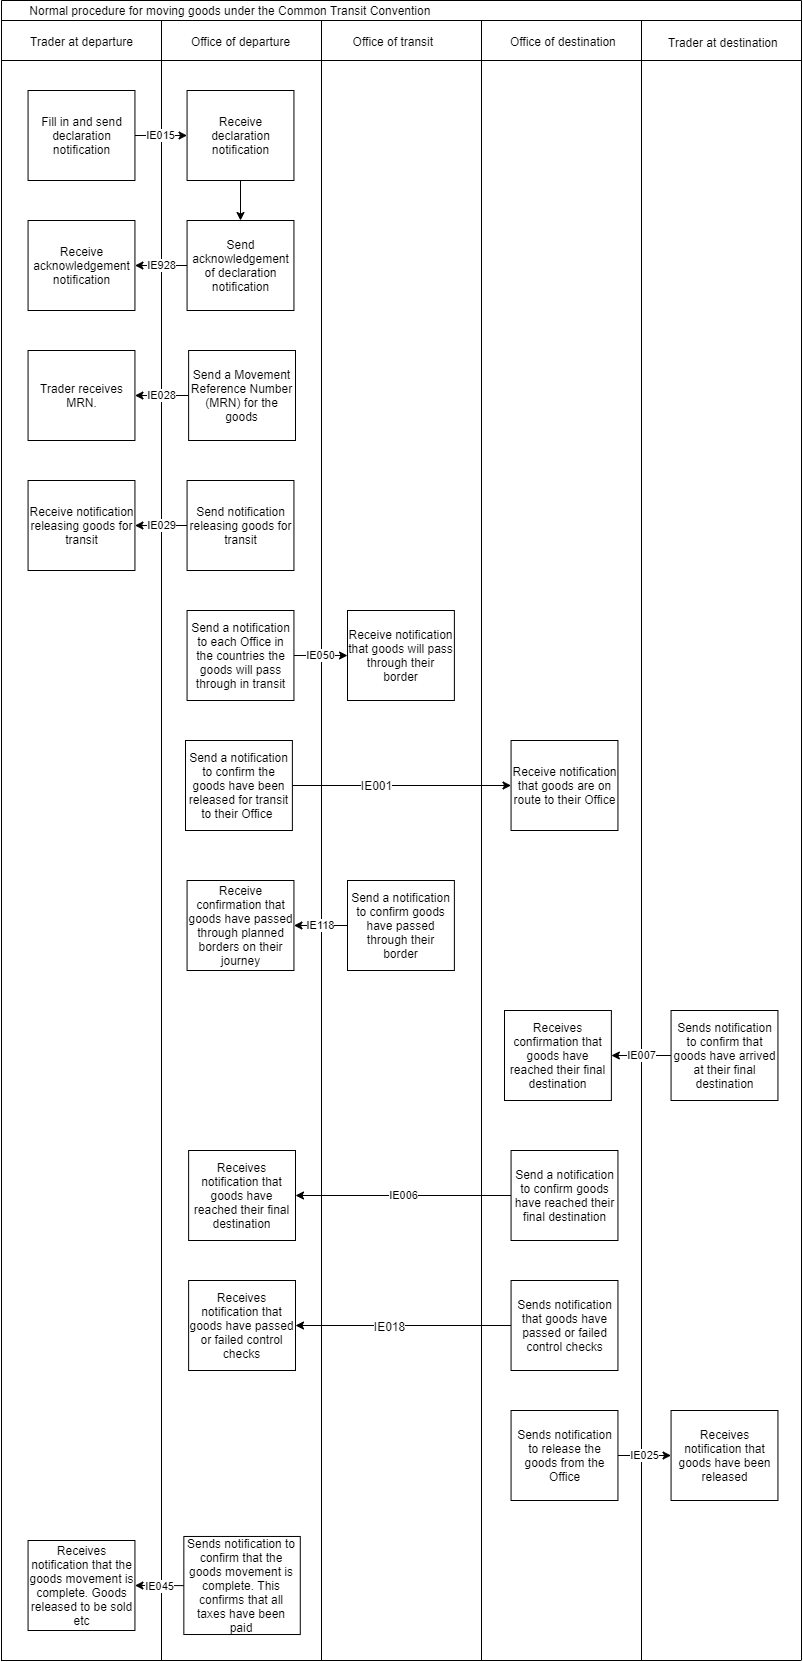 Normal procedure for moving goods under the Common Transit Convention
Trader at departure
Office of departure
Office of transit
Office of destination
Trader at destination
Fill in and send
declaration
notification
IE015
Receive
declaration
notification
Receive
acknowledgement
notification
IE928
Send
acknowledgement
of declaration
notification
Trader receives
MRN.
IE028
Send a Movement
Reference Number
(MRN) for the
goods
Receive notification
releasing goods for
transit
IE029
Send notification
releasing goods for
transit
Send a notification
to each Office in
the countries the
goods will pass
through in transit
IE050
Receive notification
that goods will pass
through their
border
Send a notification
to confirm the
goods have been
released for transit
to their Office
IE001
Receive notification
that goods are on
route to their Office
Receive
confirmation that
goods have passed
through planned
borders on their
journey
IE118
Send a notification
to confirm goods
have passed
through their
border
Receives
confirmation that
goods have
reached their final
destination
IE007
Sends notification
to confirm that
goods have arrived
at their final
destination
Receives
notification that
goods have
reached their final
destination
IE006
Send a notification
to confirm goods
have reached their
final destination
Receives
notification that
goods have passed
or failed control
checks
IE018
Sends notification
that goods have
passed or failed
control checks
Sends notification
to release the
goods from the
Office
IE025
Receives
notification that
goods have been
released
Receives
notification that the
goods movement is
complete. Goods
released to be sold
etc
IE045
Sends notification to
confirm that the
goods movement is
complete. This
confirms that all
taxes have been
paid